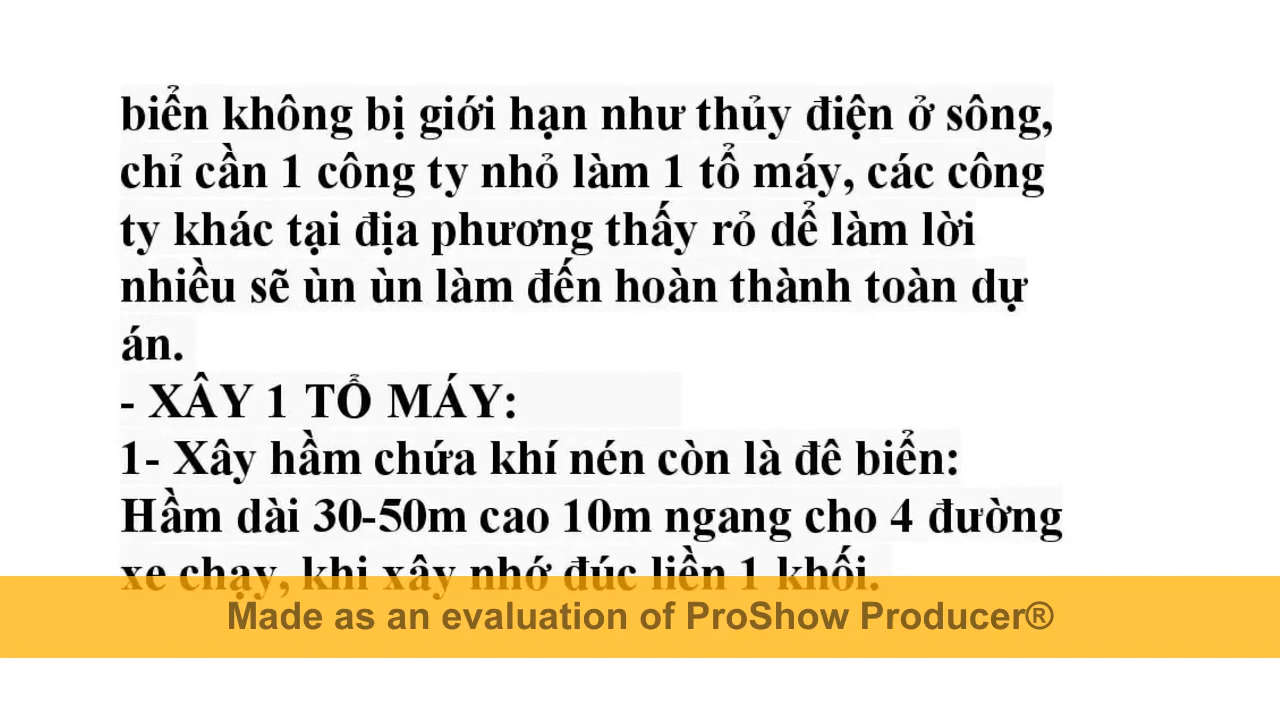 biển không bị giới hạn như thủy điện ở sông,
chỉ cần 1 công ty nhỏ làm 1 tổ máy, các công
ty khác tại địa phương thấy rỏ dể làm lời
nhiều sẽ ùn ùn làm đến hoàn thành toàn dự
án.
- XÂY 1 TỔ MÁY:
1- Xây hầm chứa khí nén còn là đê biển:
Hầm dài 30-50m cao 10m ngang cho 4 đường
xe chạy, khi xây nhớ đúc liền 1 khối.
Made as an evaluation of ProShow Producer®